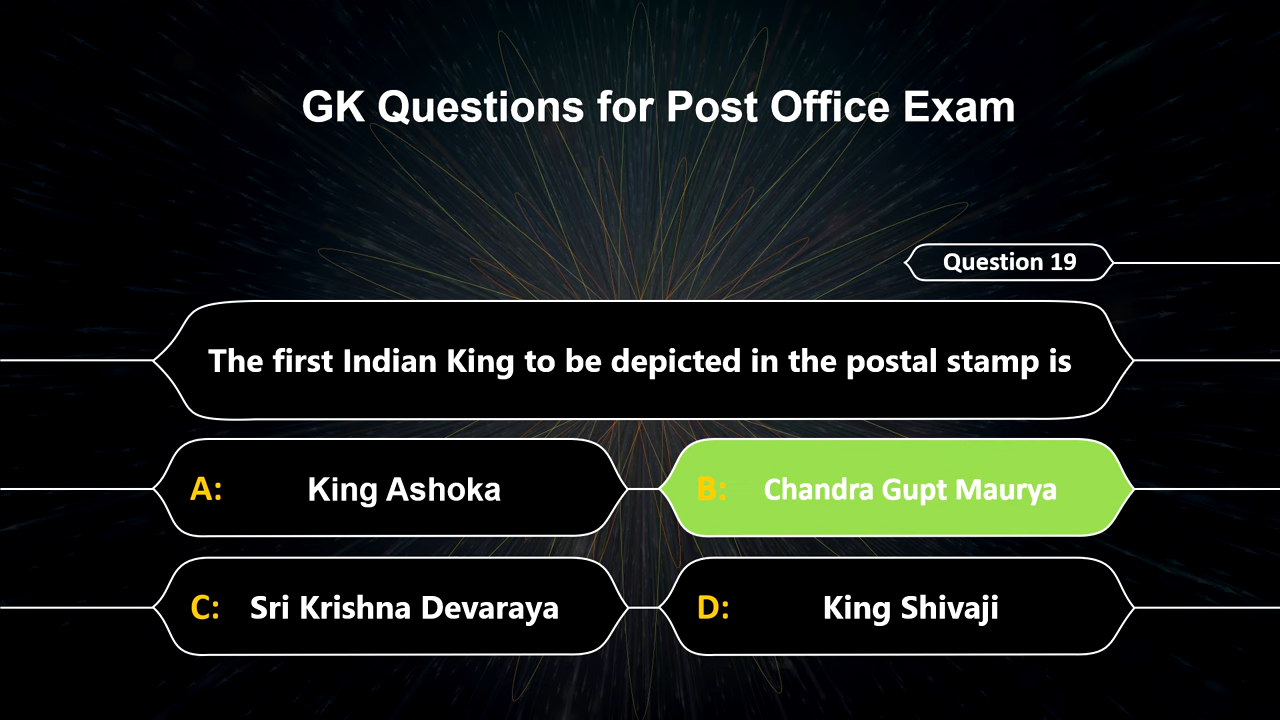 GK Questions for Post Office Exam
Question 19
The first Indian King to be depicted in the postal stamp is
A: King Ashoka
B: Chandra Gupt Maurya
C: Sri Krishna Devaraya
D: King Shivaji